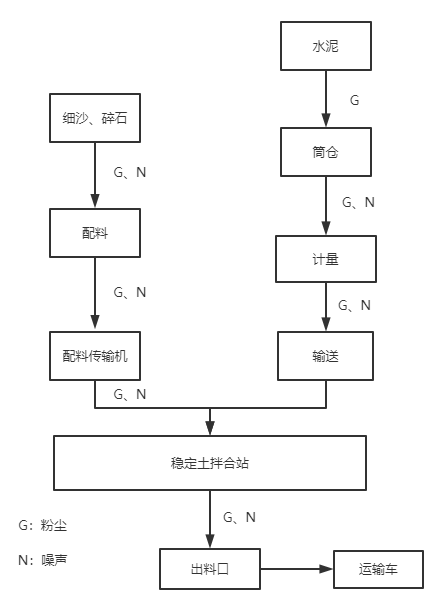 水泥
G
细沙、碎石
筒仓
G、N
G、N
配料
计量
G、N
G、N
配料传输机
输送
G、N
稳定土拌合站
G、N
G：粉尘
N：噪声
出料口
运输车